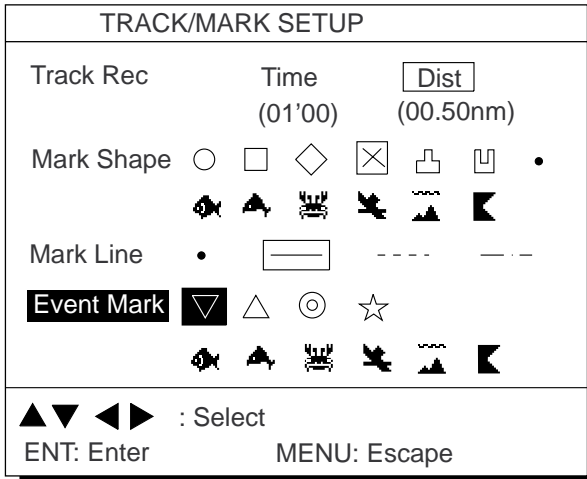 TRACK/MARK SETUP
Track Rec Time Dist
(01'00) (00.50nm)
Mark Shape
Mark Line
Event Mark
: Select
ENT: Enter MENU: Escape